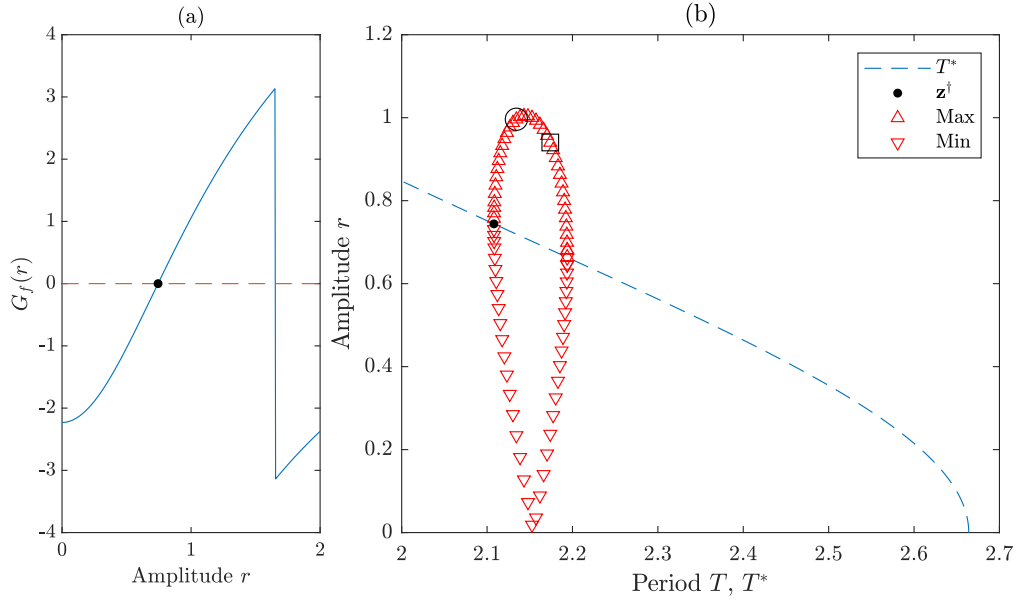 (a)
4
3
2
1
0
-1
-2
-3
-4
0
1
2
G_f(r)
Amplitude r
(b)
1.2
1
0.8
0.6
0.4
0.2
0
2
2.1
2.2
2.3
2.4
2.5
2.6
2.7
Amplitude r
Period T, T*
T*
z†
Max
Min